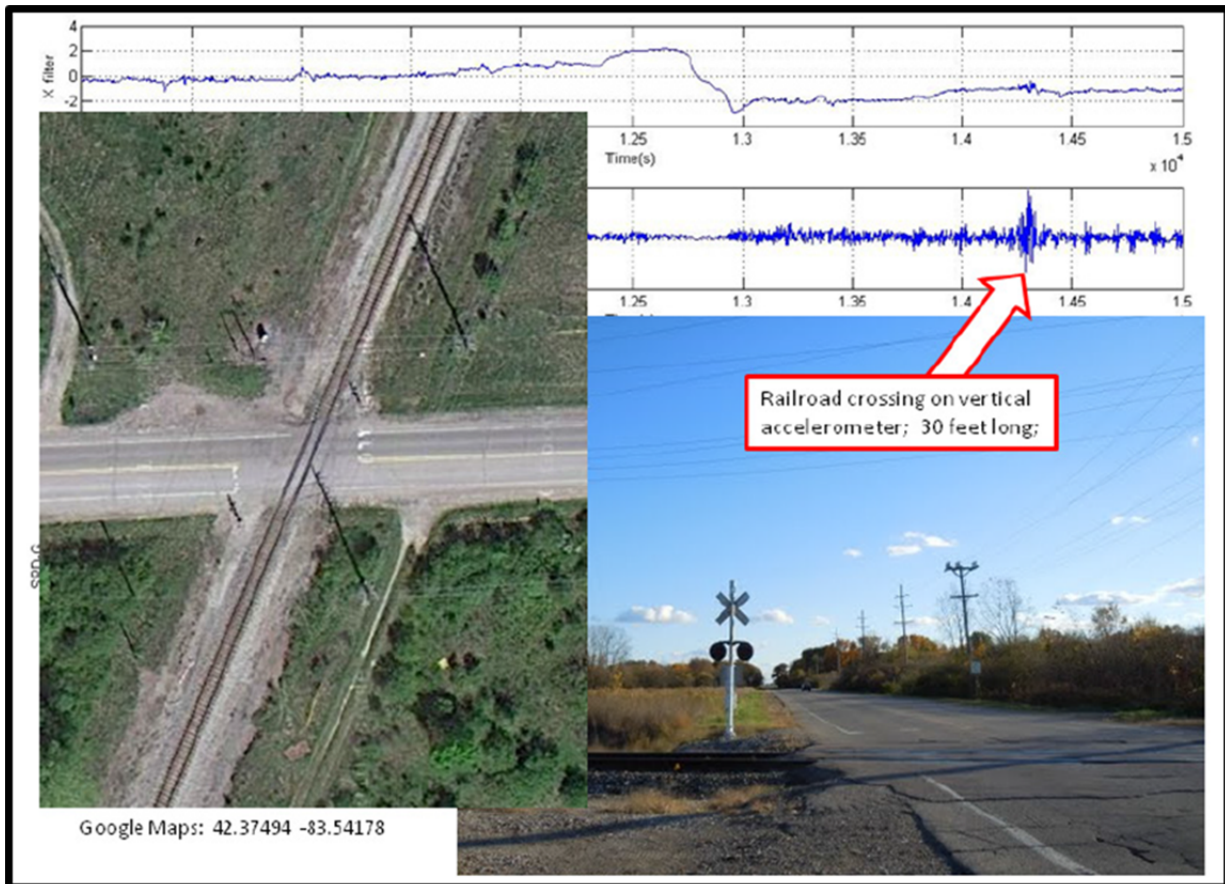 4
2
0
-2
X filter
1.25
1.3
1.35
1.4
1.45
1.5
Time(s)
x 10^4
1.25
1.3
1.35
1.4
1.45
1.5
Railroad crossing on vertical
accelerometer; 30 feet long;
Google Maps: 42.37494 -83.54178